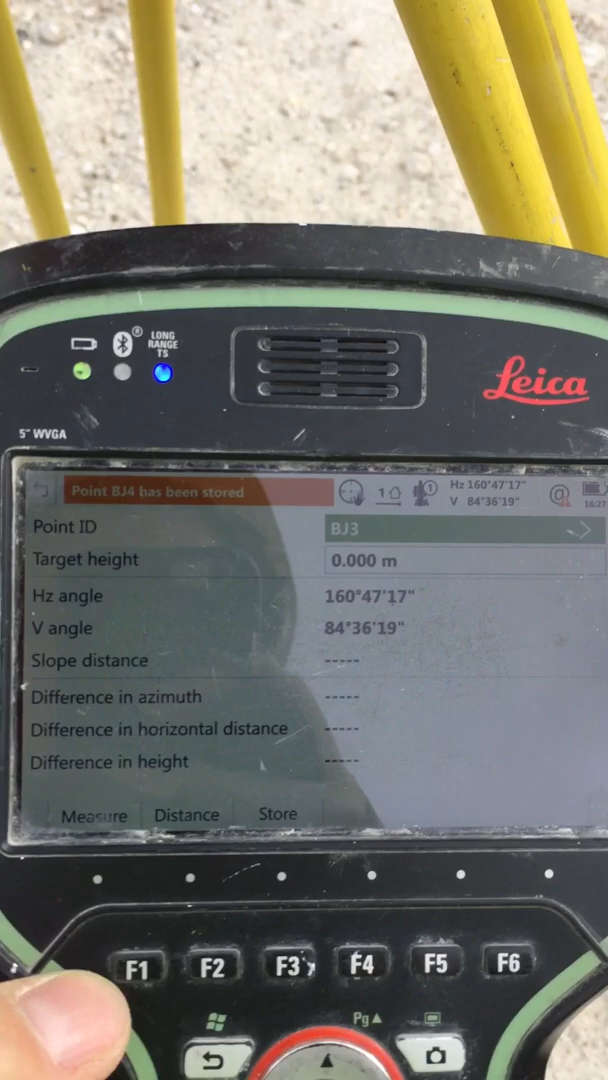 LONG
RANGE
TS
Leica
5" WVGA
Point BJ4 has been stored
1
1
Hz 160°47'17"
V 84°36'19"
@
16:27
Point ID
BJ3
Target height
0.000 m
Hz angle
160°47'17"
V angle
84°36'19"
Slope distance
-----
Difference in azimuth
-----
Difference in horizontal distance
-----
Difference in height
-----
Measure
Distance
Store
F1
F2
F3
F4
F5
F6
Pg▲